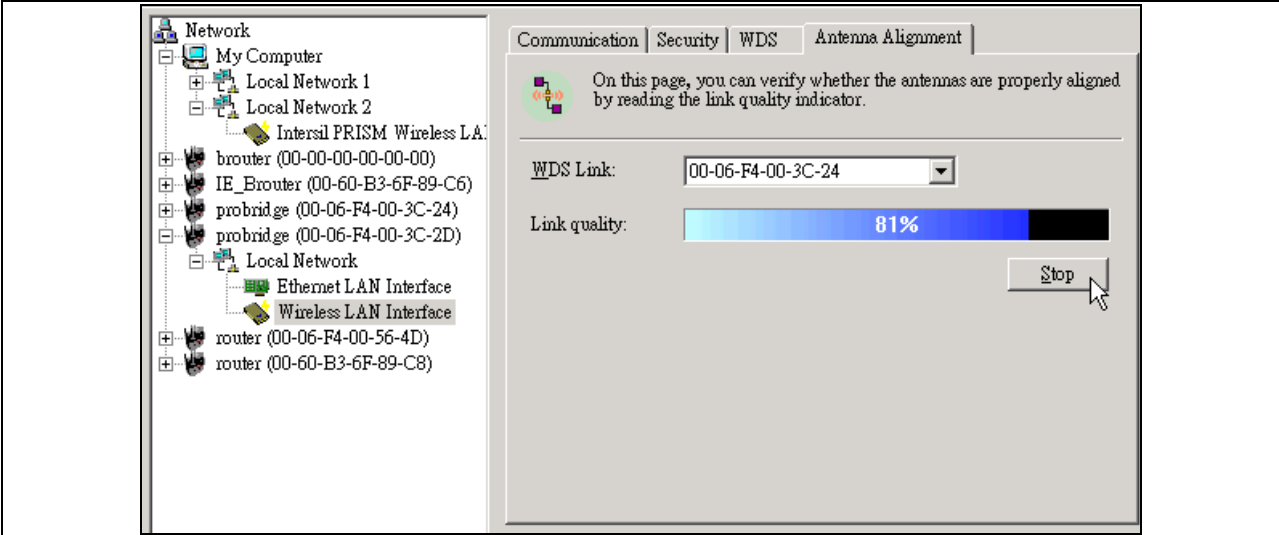 Network
My Computer
Local Network 1
Local Network 2
Intersil PRISM Wireless LA
brouter (00-00-00-00-00-00)
IE_Brouter (00-60-B3-6F-89-C6)
probridge (00-06-F4-00-3C-24)
probridge (00-06-F4-00-3C-2D)
Local Network
Ethernet LAN Interface
Wireless LAN Interface
router (00-06-F4-00-56-4D)
router (00-60-B3-6F-89-C8)
Communication Security WDS Antenna Alignment
On this page, you can verify whether the antennas are properly aligned
by reading the link quality indicator.
WDS Link: 00-06-F4-00-3C-24
Link quality: 81%
Stop